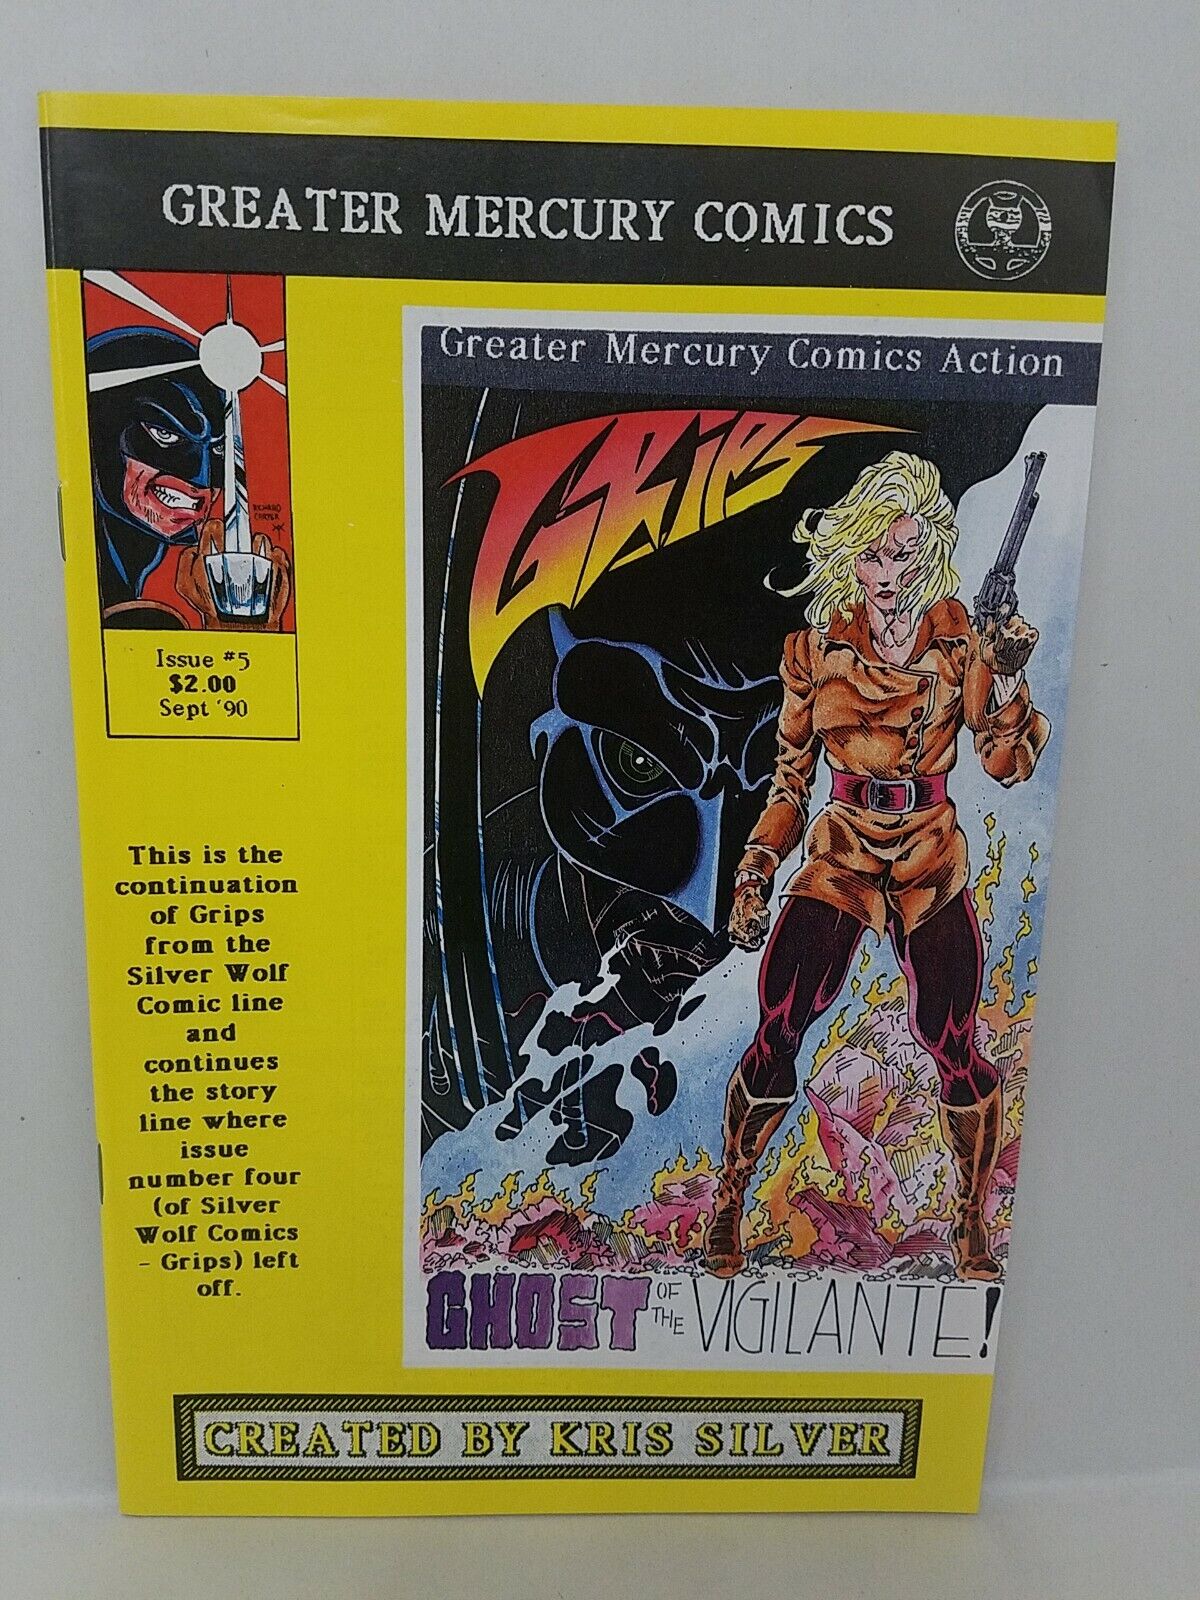 GREATER MERCURY COMICS
RICHARD
CARTER
Issue #5
$2.00
Sept '90
This is the
continuation
of Grips
from the
Silver Wolf
Comic line
and
continues
the story
line where
issue
number four
(of Silver
Wolf Comics
- Grips) left
off.
Greater Mercury Comics Action
GRIPS
GHOST OF THE VIGILANTE!
CREATED BY KRIS SILVER